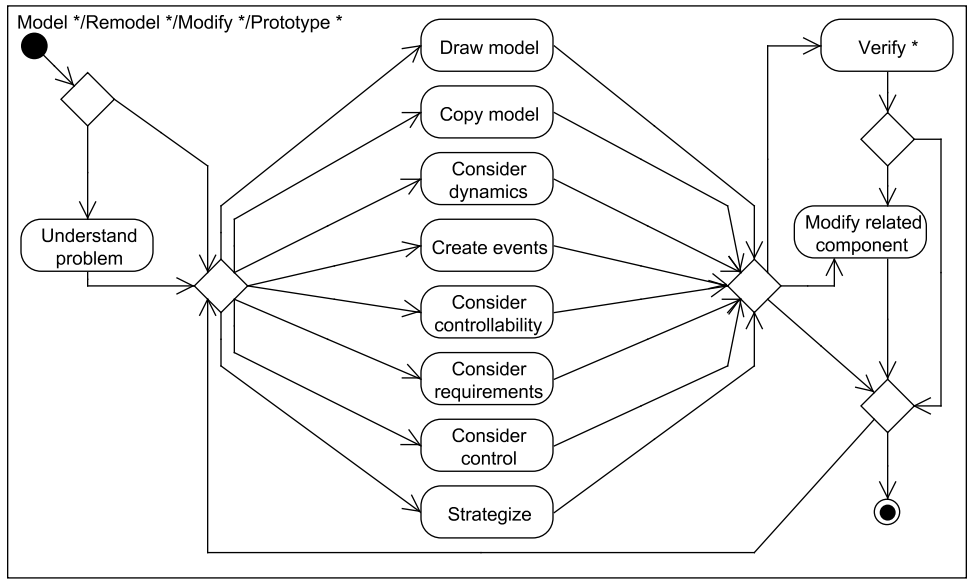 Model */Remodel */Modify */Prototype *
Understand
problem
Draw model
Copy model
Consider
dynamics
Create events
Consider
controllability
Consider
requirements
Consider
control
Strategize
Verify *
Modify related
component